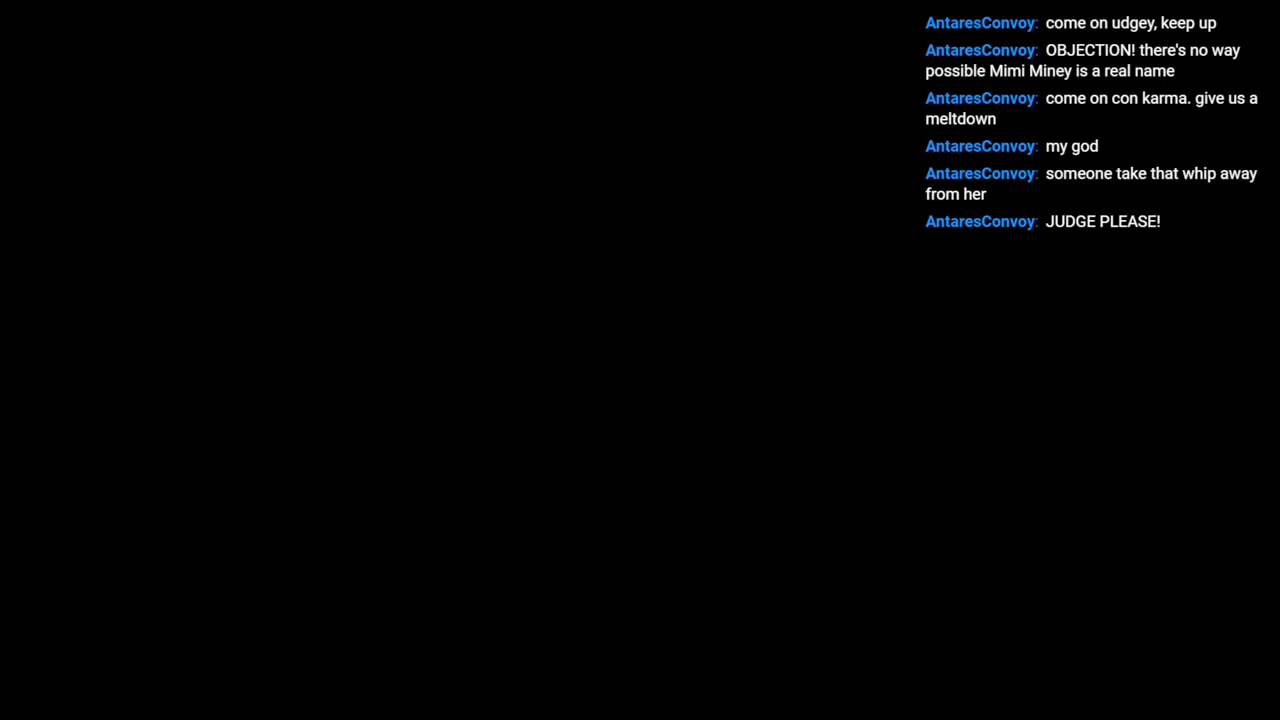 AntaresConvoy: come on udgey, keep up
AntaresConvoy: OBJECTION! there's no way
possible Mimi Miney is a real name
AntaresConvoy: come on con karma. give us a
meltdown
AntaresConvoy: my god
AntaresConvoy: someone take that whip away
from her
AntaresConvoy: JUDGE PLEASE!